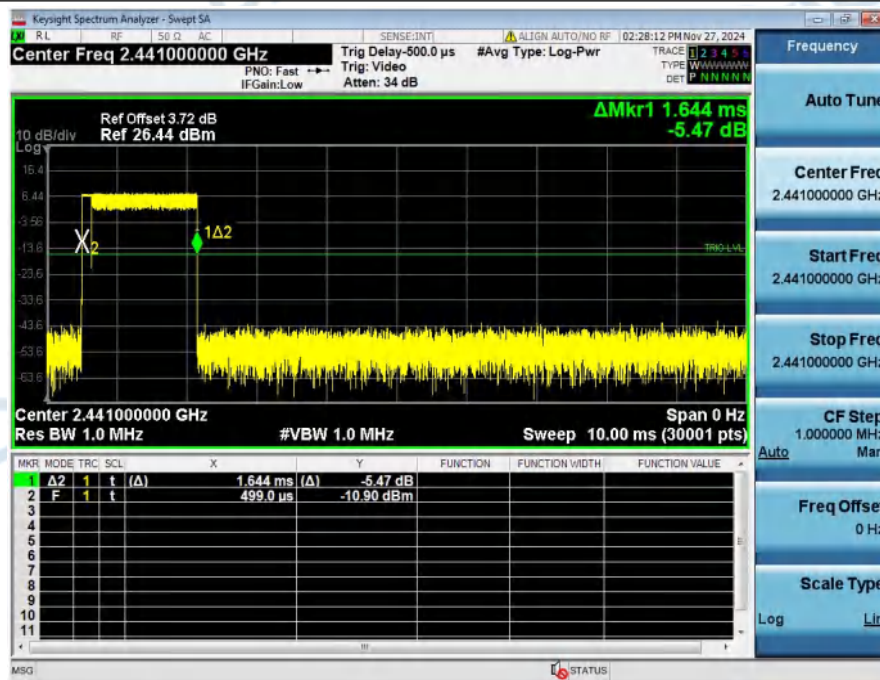 Keysight Spectrum Analyzer - Swept SA
LXI RL RF 50 Ω AC SENSE:INT ALIGN AUTO/NO RF 02:28:12 PM Nov 27, 2024
Center Freq 2.441000000 GHz
PNO: Fast
IFGain:Low
Trig Delay-500.0 µs
Trig: Video
Atten: 34 dB
#Avg Type: Log-Pwr
TRACE 1 2 3 4 5 6
TYPE WWWWWW
DET P N N N N N
ΔMkr1 1.644 ms
-5.47 dB
Ref Offset 3.72 dB
10 dB/div Ref 26.44 dBm
Log
16.4
6.44
-3.56
-13.6
-23.6
-33.6
-43.6
-53.6
-63.6
X2
1Δ2
TRIG LVL
Center 2.441000000 GHz Span 0 Hz
Res BW 1.0 MHz #VBW 1.0 MHz Sweep 10.00 ms (30001 pts)
MKR MODE TRC SCL X Y FUNCTION FUNCTION WIDTH FUNCTION VALUE
1 Δ2 1 t (Δ) 1.644 ms (Δ) -5.47 dB
2 F 1 t 499.0 µs -10.90 dBm
3
4
5
6
7
8
9
10
11
MSG STATUS
Frequency
Auto Tune
Center Freq
2.441000000 GHz
Start Freq
2.441000000 GHz
Stop Freq
2.441000000 GHz
CF Step
1.000000 MHz
Auto Man
Freq Offset
0 Hz
Scale Type
Log Lin